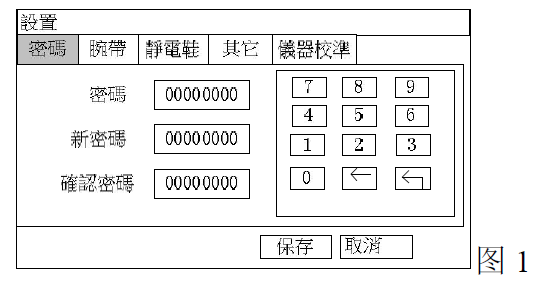 設置
密碼 腕帶 靜電鞋 其它 儀器校準
密碼 00000000
新密碼 00000000
確認密碼 00000000
7 8 9
4 5 6
1 2 3
0 ← ↰
保存 取消
图 1